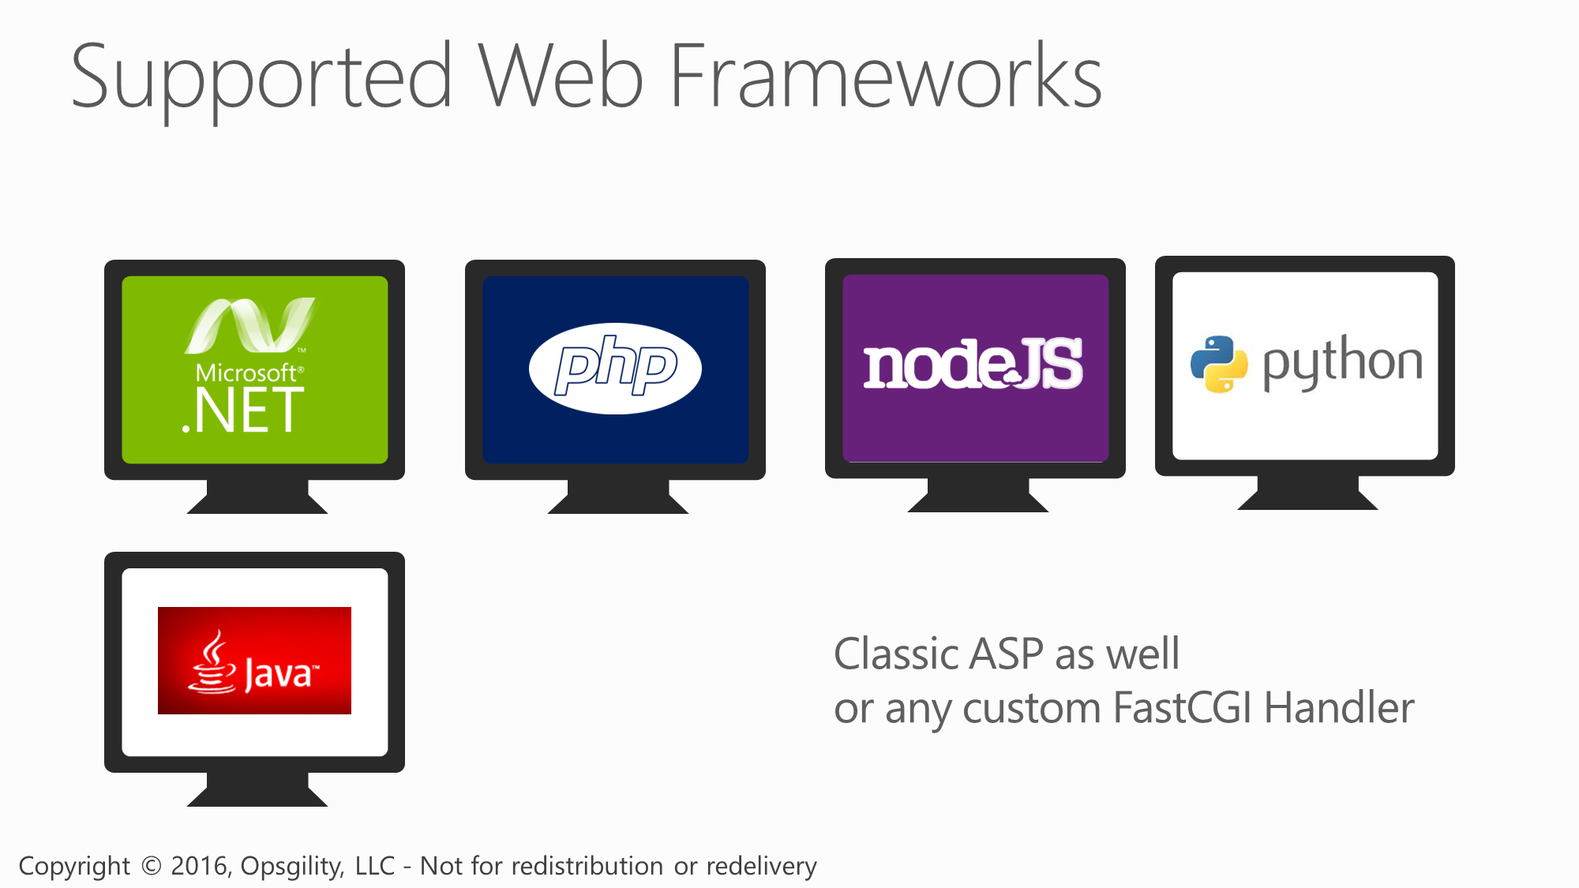 Supported Web Frameworks
Microsoft®
.NET
php
nodeJS
python
Java™
Classic ASP as well
or any custom FastCGI Handler
Copyright © 2016, Opsgility, LLC - Not for redistribution or redelivery